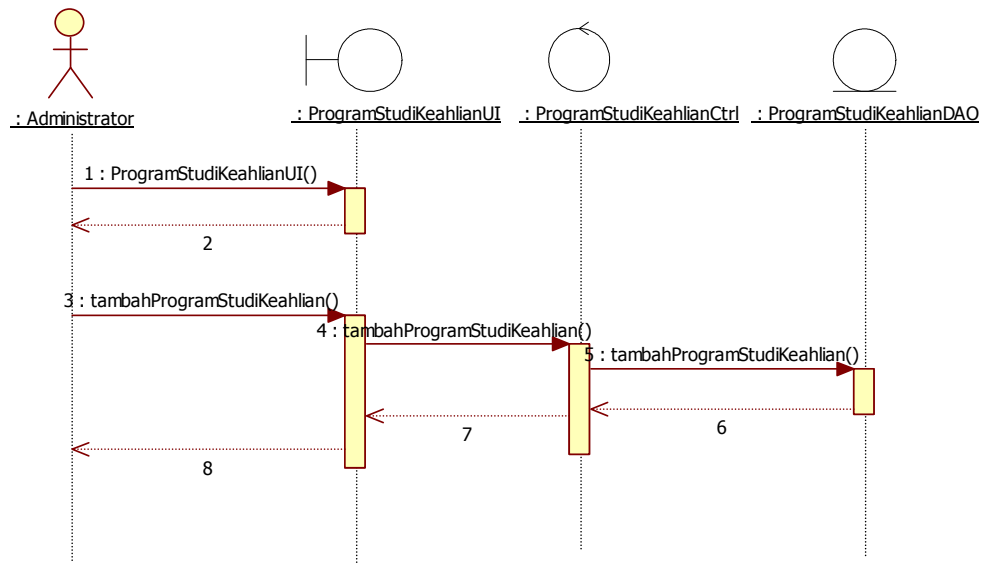 : Administrator
: ProgramStudiKeahlianUI
: ProgramStudiKeahlianCtrl
: ProgramStudiKeahlianDAO
1 : ProgramStudiKeahlianUI()
2
3 : tambahProgramStudiKeahlian()
4 : tambahProgramStudiKeahlian()
5 : tambahProgramStudiKeahlian()
6
7
8